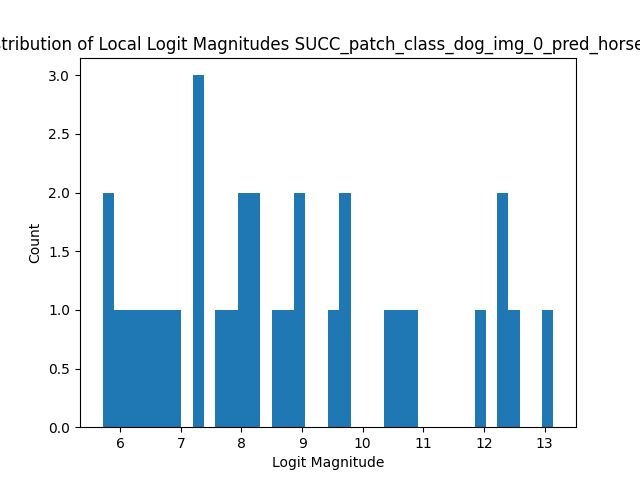 stribution of Local Logit Magnitudes SUCC_patch_class_dog_img_0_pred_horse
3.0
2.5
2.0
1.5
1.0
0.5
0.0
Count
6 7 8 9 10 11 12 13
Logit Magnitude